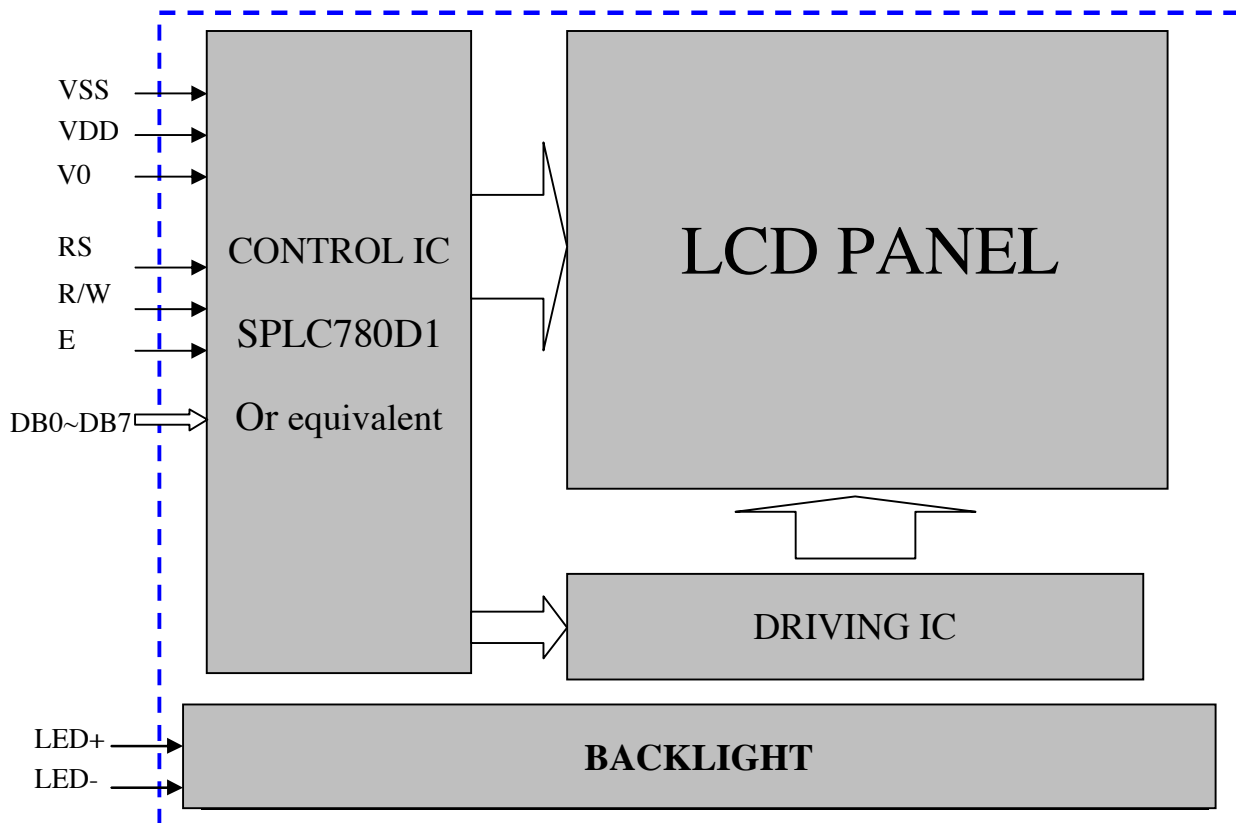 VSS
VDD
V0
RS
R/W
E
DB0~DB7
CONTROL IC
SPLC780D1
Or equivalent
LCD PANEL
DRIVING IC
LED+
LED-
BACKLIGHT